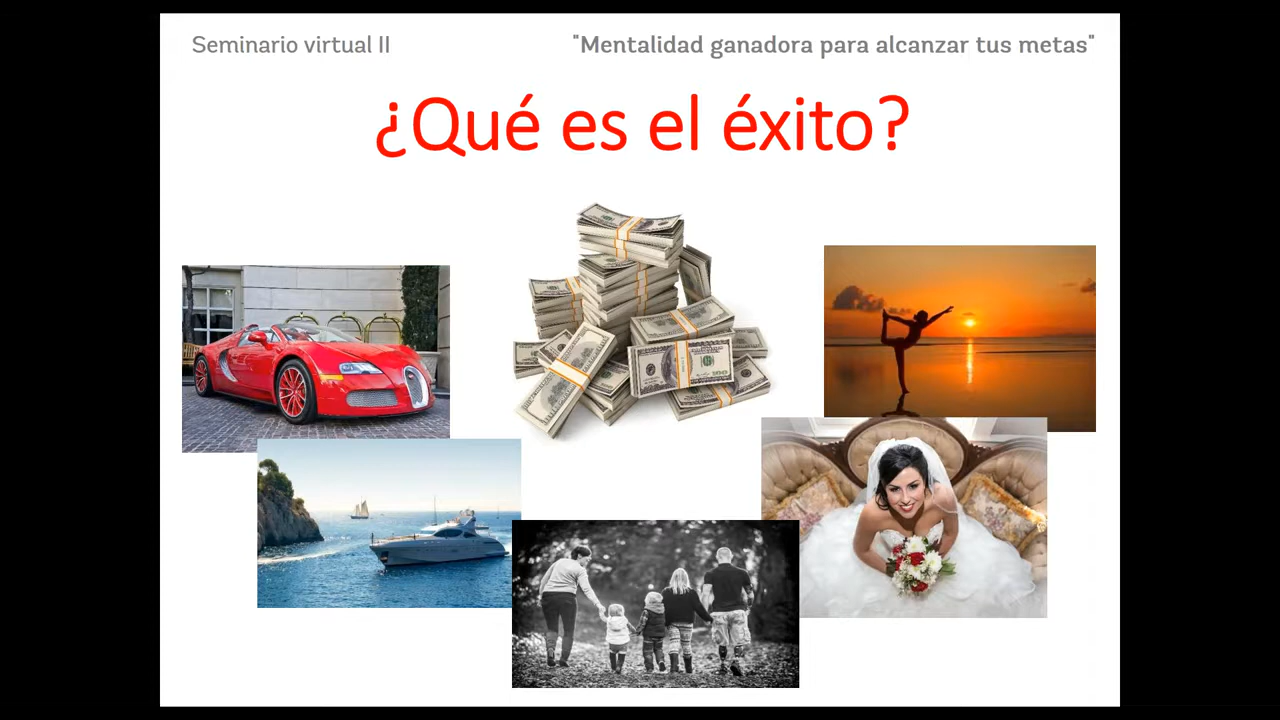 Seminario virtual II
"Mentalidad ganadora para alcanzar tus metas"
¿Qué es el éxito?